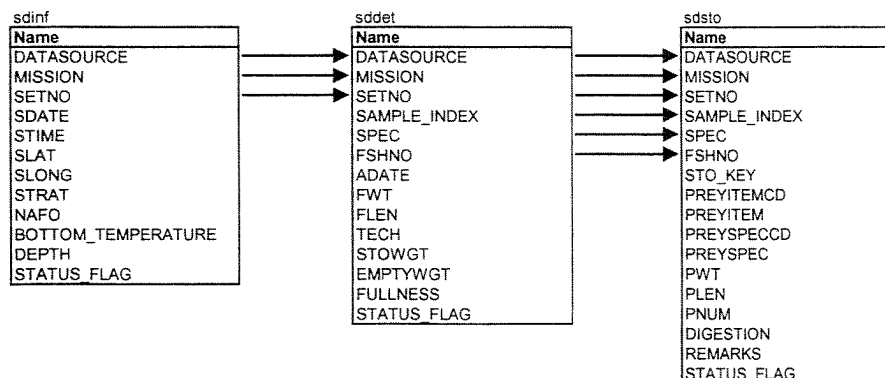 sdinf
Name
DATASOURCE
MISSION
SETNO
SDATE
STIME
SLAT
SLONG
STRAT
NAFO
BOTTOM_TEMPERATURE
DEPTH
STATUS_FLAG
sddet
Name
DATASOURCE
MISSION
SETNO
SAMPLE_INDEX
SPEC
FSHNO
ADATE
FWT
FLEN
TECH
STOWGT
EMPTYWGT
FULLNESS
STATUS_FLAG
sdsto
Name
DATASOURCE
MISSION
SETNO
SAMPLE_INDEX
SPEC
FSHNO
STO_KEY
PREYITEMCD
PREYITEM
PREYSPECCD
PREYSPEC
PWT
PLEN
PNUM
DIGESTION
REMARKS
STATUS_FLAG